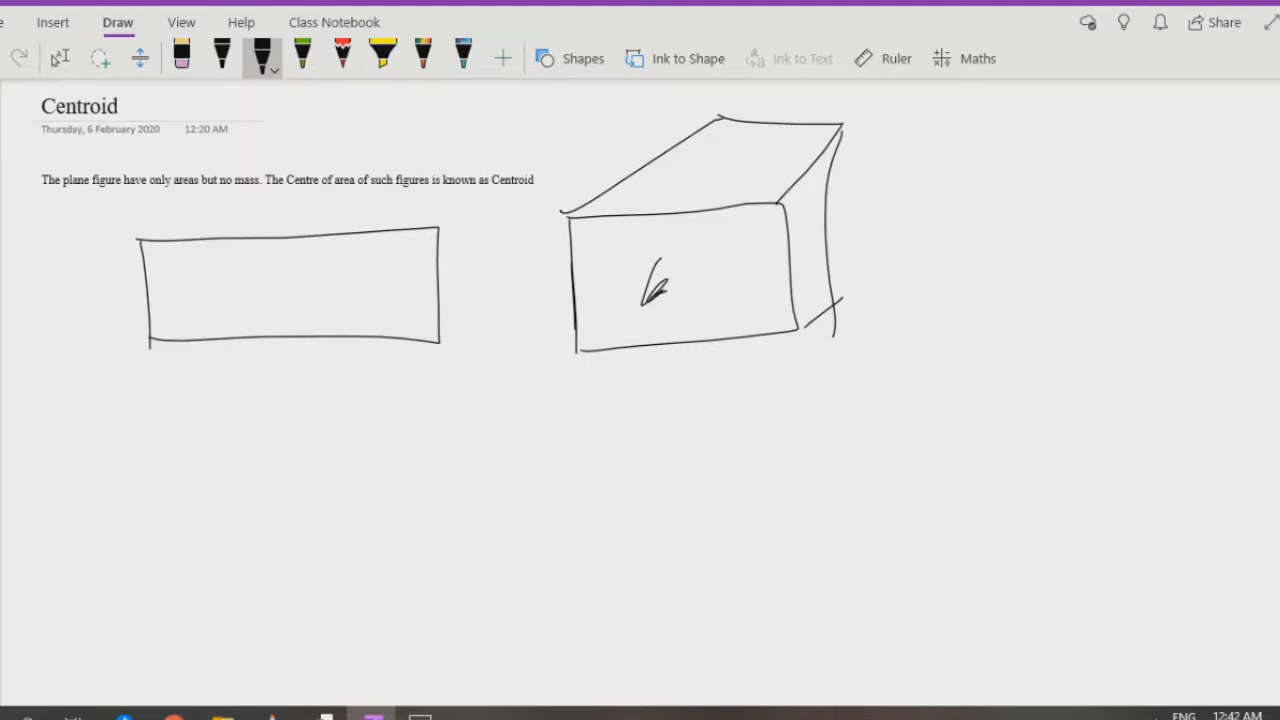 Insert Draw View Help Class Notebook Share
Shapes Ink to Shape Ink to Text Ruler Maths
Centroid
Thursday, 6 February 2020 12:20 AM
The plane figure have only areas but no mass. The Centre of area of such figures is known as Centroid
ENG 12:42 AM